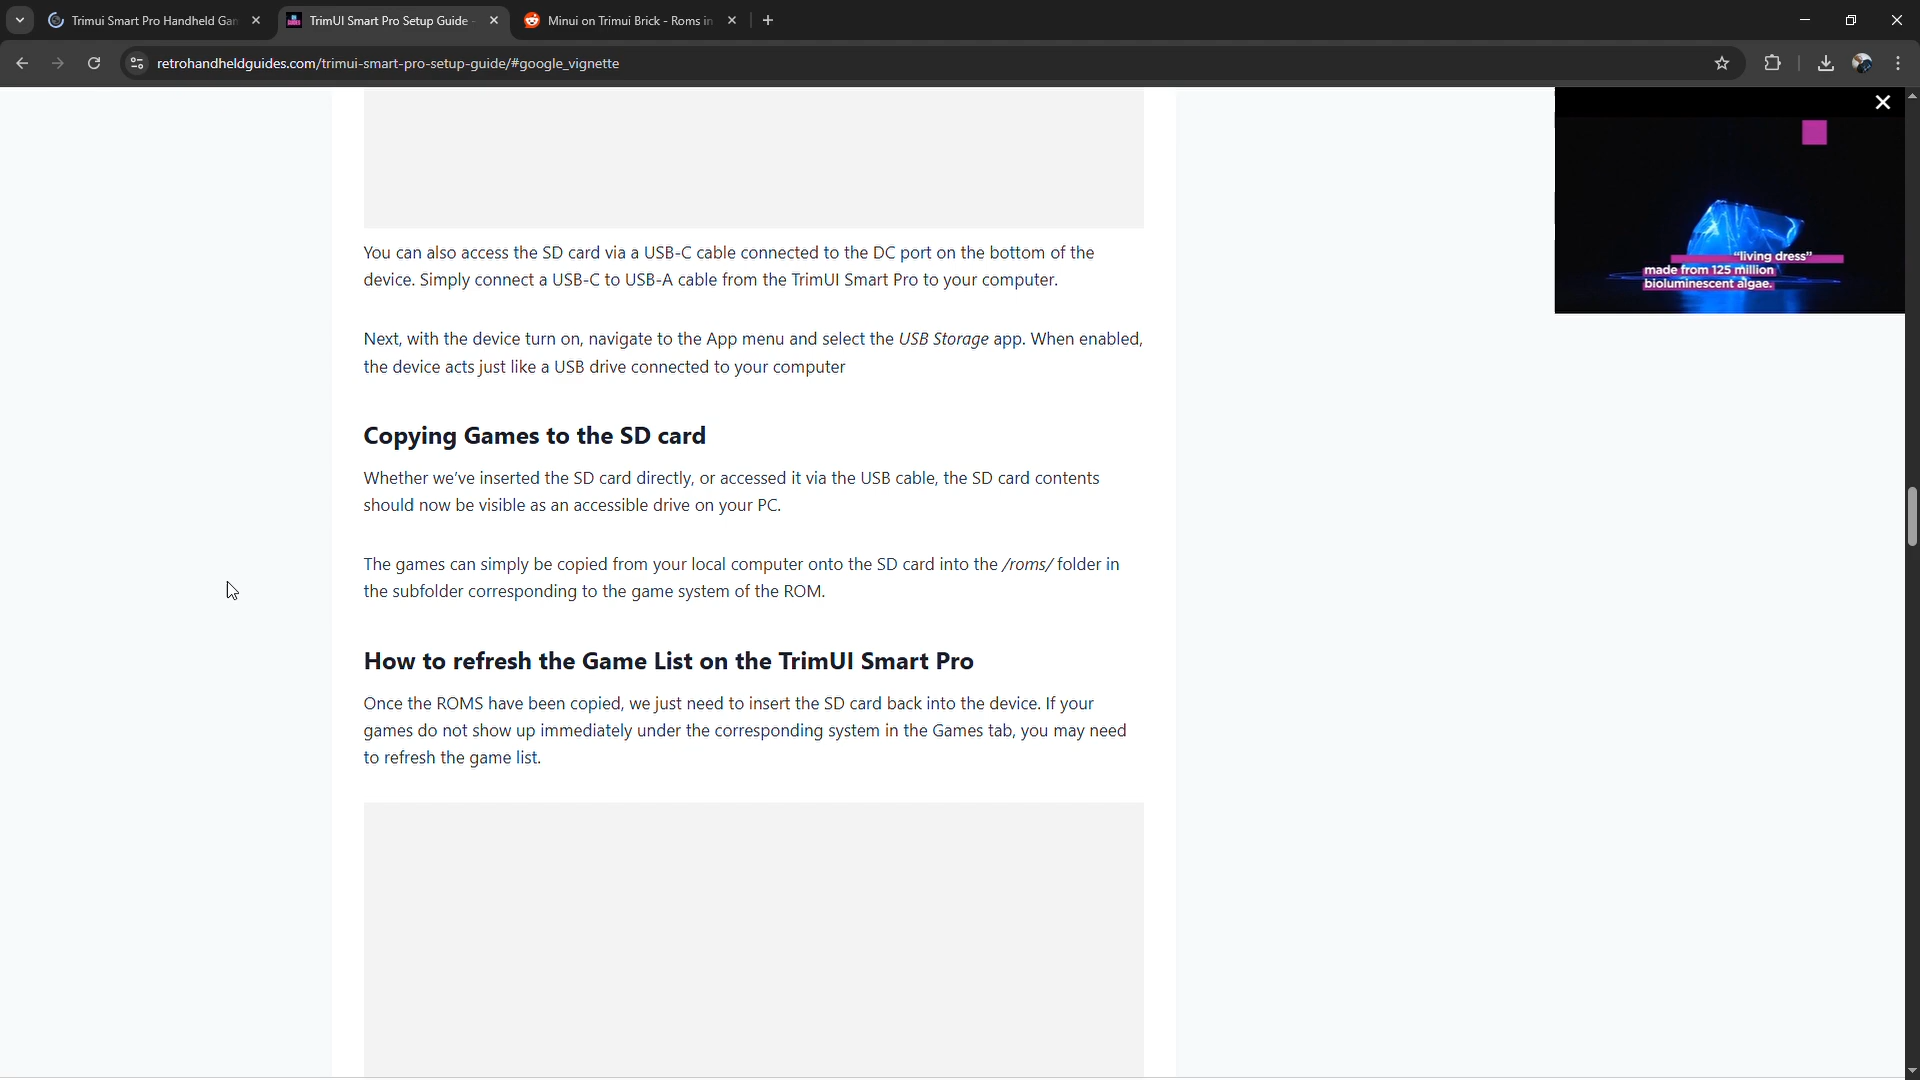 Trimui Smart Pro Handheld Gan
TrimUI Smart Pro Setup Guide -
Minui on Trimui Brick - Roms in
retrohandheldguides.com/trimui-smart-pro-setup-guide/#google_vignette
"living dress"
made from 125 million
bioluminescent algae.
You can also access the SD card via a USB-C cable connected to the DC port on the bottom of the
device. Simply connect a USB-C to USB-A cable from the TrimUI Smart Pro to your computer.
Next, with the device turn on, navigate to the App menu and select the USB Storage app. When enabled,
the device acts just like a USB drive connected to your computer
Copying Games to the SD card
Whether we've inserted the SD card directly, or accessed it via the USB cable, the SD card contents
should now be visible as an accessible drive on your PC.
The games can simply be copied from your local computer onto the SD card into the /roms/ folder in
the subfolder corresponding to the game system of the ROM.
How to refresh the Game List on the TrimUI Smart Pro
Once the ROMS have been copied, we just need to insert the SD card back into the device. If your
games do not show up immediately under the corresponding system in the Games tab, you may need
to refresh the game list.